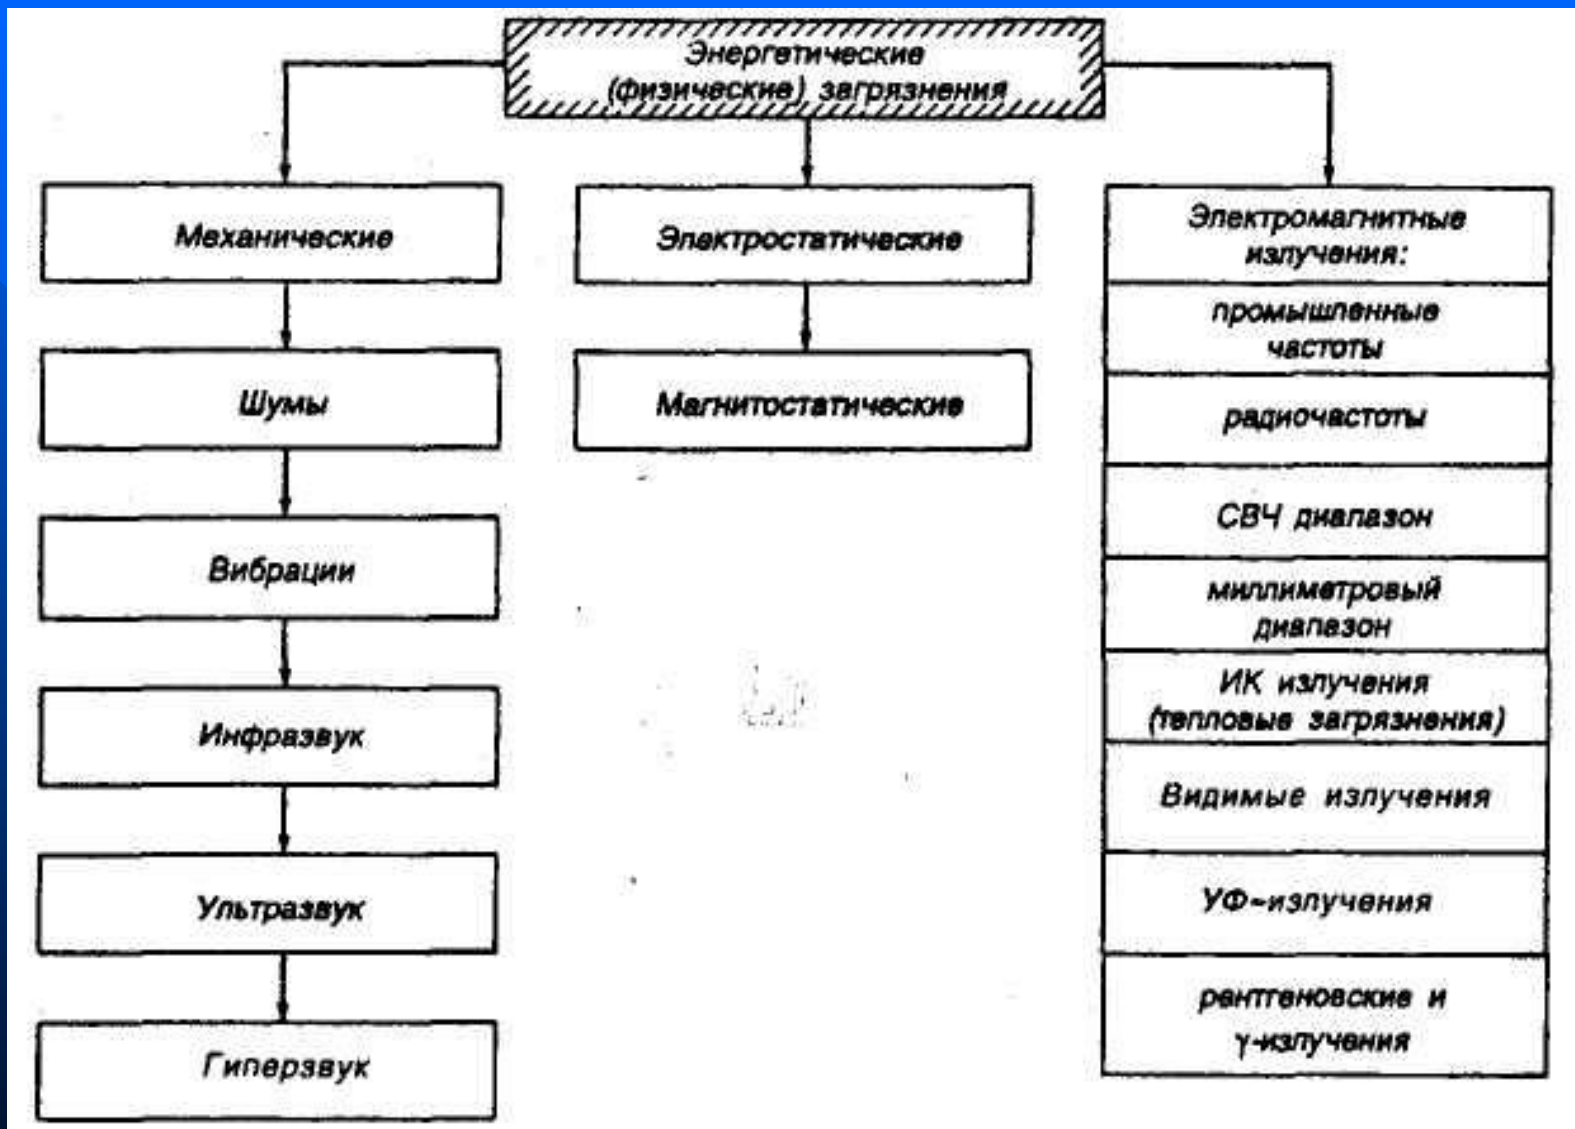 Энергетические
(физические) загрязнения
Механические
Шумы
Вибрации
Инфразвук
Ультразвук
Гиперзвук
Электростатические
Магнитостатические
Электромагнитные
излучения:
промышленные
частоты
радиочастоты
СВЧ диапазон
миллиметровый
диапазон
ИК излучения
(тепловые загрязнения)
Видимые излучения
УФ-излучения
рентгеновские и
γ-излучения